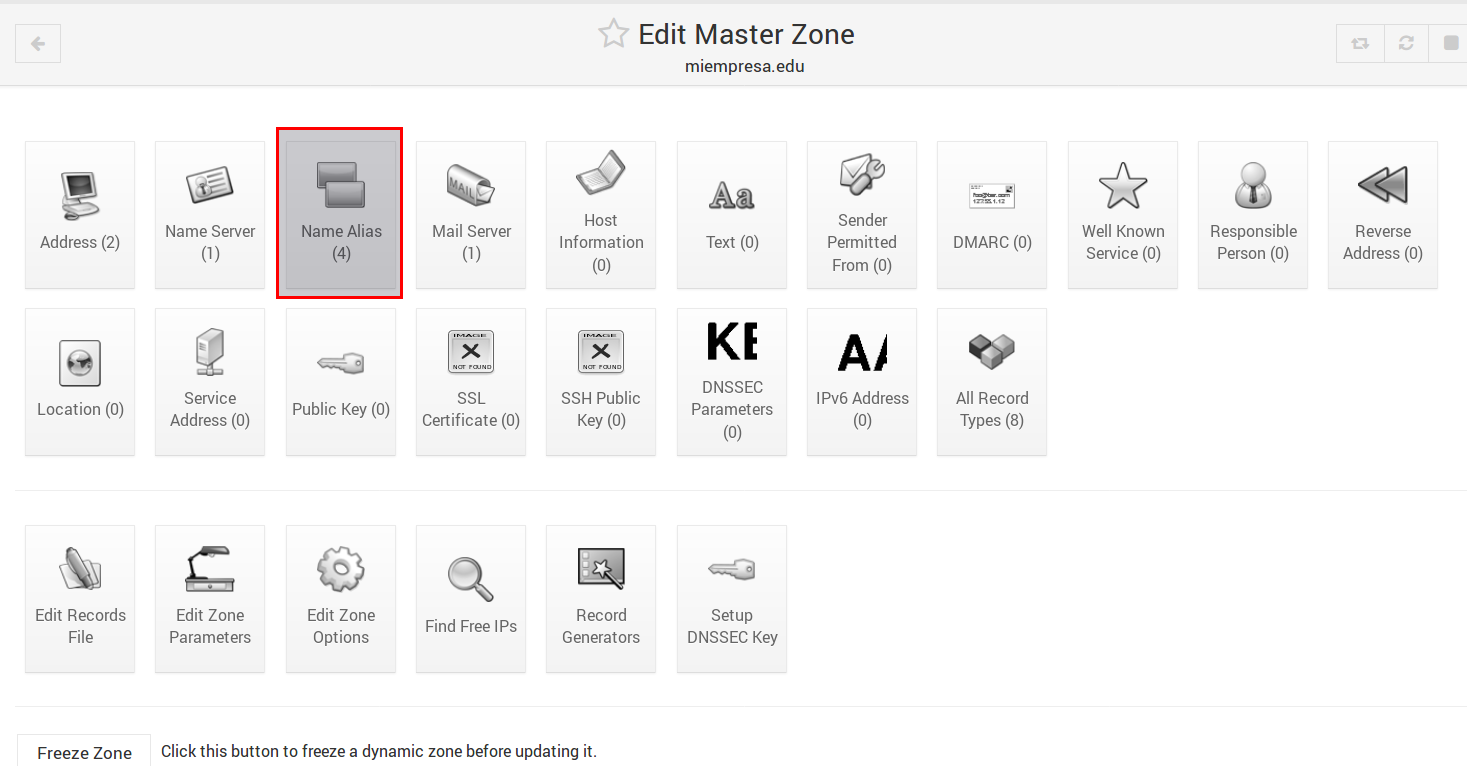 Edit Master Zone
miempresa.edu
Address (2)
Name Server
(1)
Name Alias
(4)
MAIL
Mail Server
(1)
Host
Information
(0)
Aa
Text (0)
Sender
Permitted
From (0)
foo@bar.com
DMARC (0)
Well Known
Service (0)
Responsible
Person (0)
Reverse
Address (0)
Location (0)
Service
Address (0)
Public Key (0)
IMAGE
NOT FOUND
SSL
Certificate (0)
IMAGE
NOT FOUND
SSH Public
Key (0)
KE
DNSSEC
Parameters
(0)
AA
IPv6 Address
(0)
All Record
Types (8)
Edit Records
File
Edit Zone
Parameters
Edit Zone
Options
Find Free IPs
Record
Generators
Setup
DNSSEC Key
Freeze Zone
Click this button to freeze a dynamic zone before updating it.